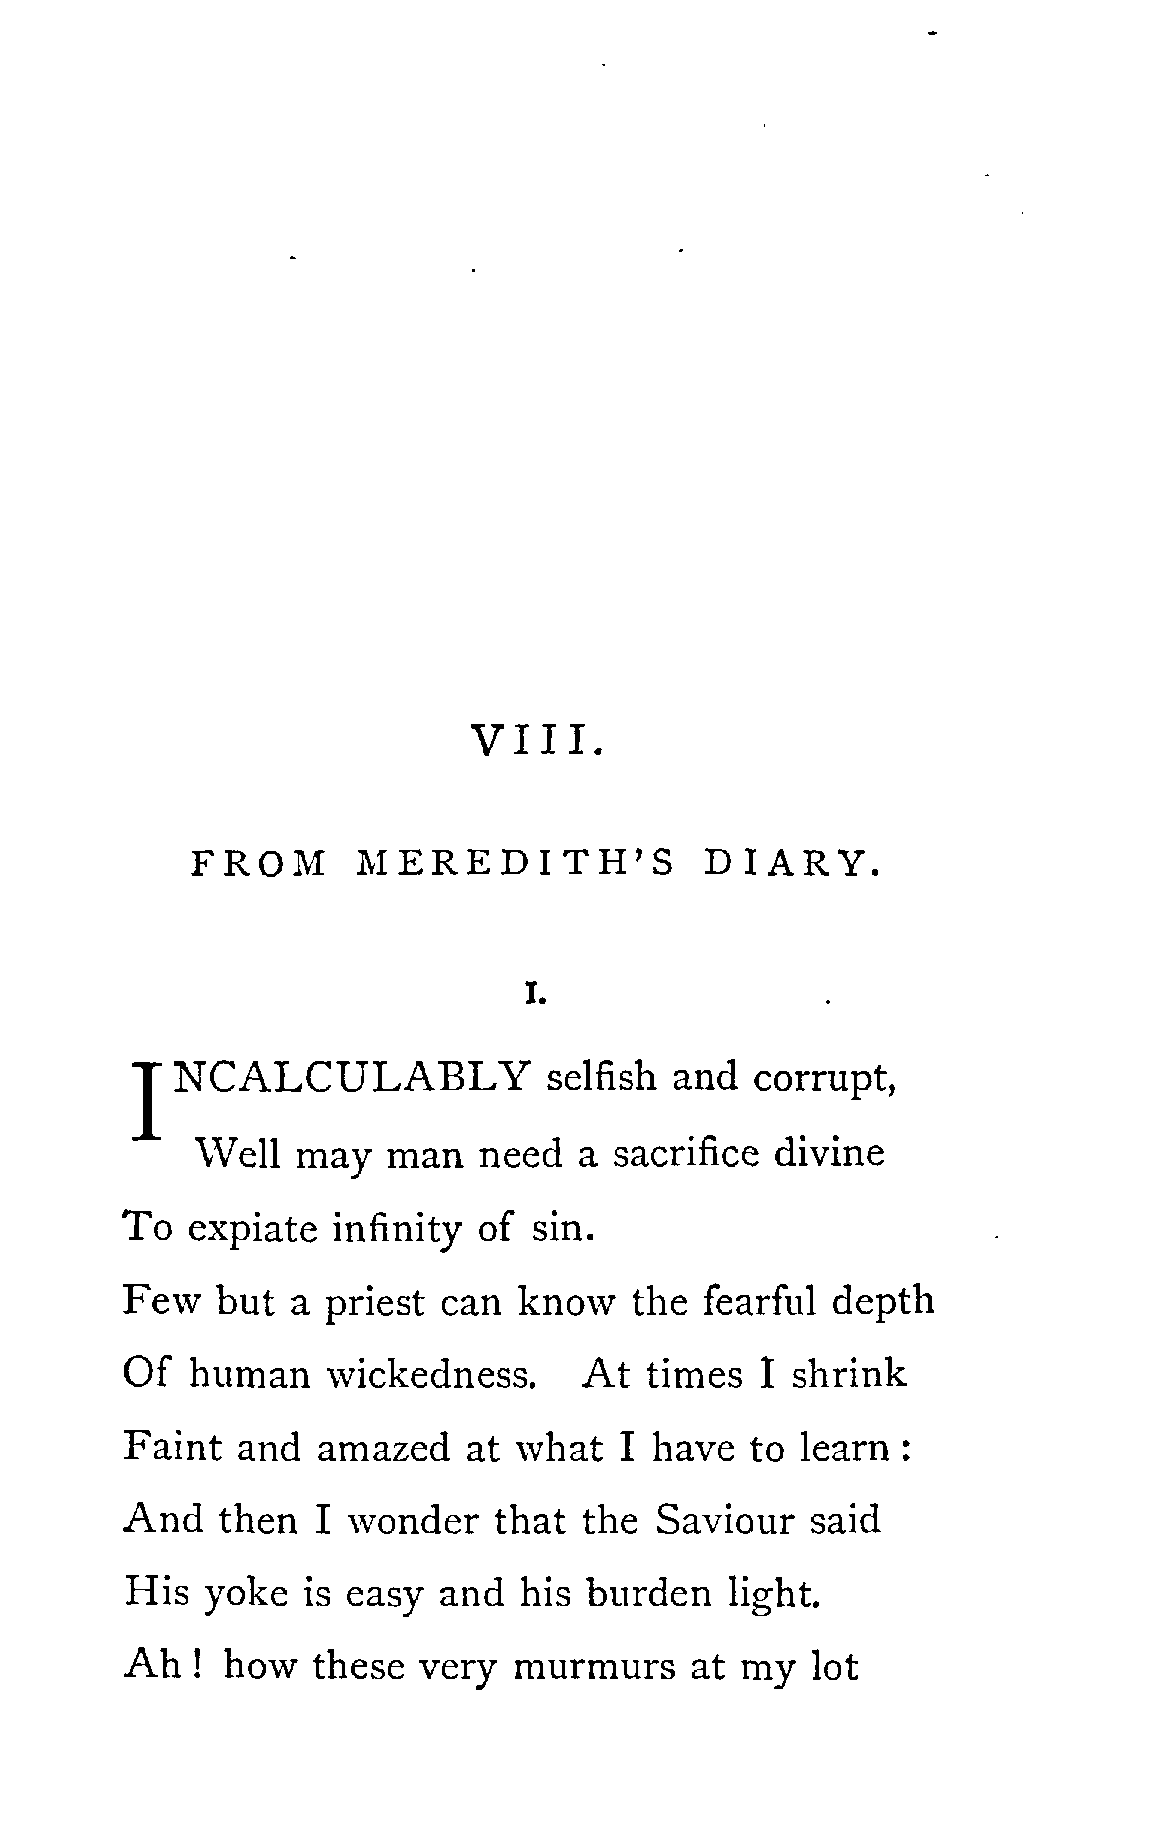 VIII.
FROM MEREDITH'S DIARY.
I.
INCALCULABLY selfish and corrupt,
Well may man need a sacrifice divine
To expiate infinity of sin.
Few but a priest can know the fearful depth
Of human wickedness. At times I shrink
Faint and amazed at what I have to learn :
And then I wonder that the Saviour said
His yoke is easy and his burden light.
Ah ! how these very murmurs at my lot